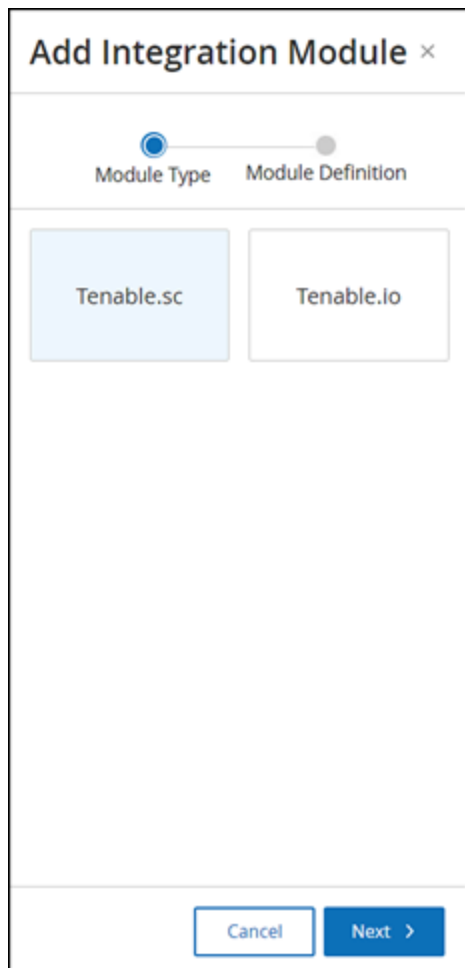 Add Integration Module ×
Module Type Module Definition
Tenable.sc Tenable.io
Cancel Next >